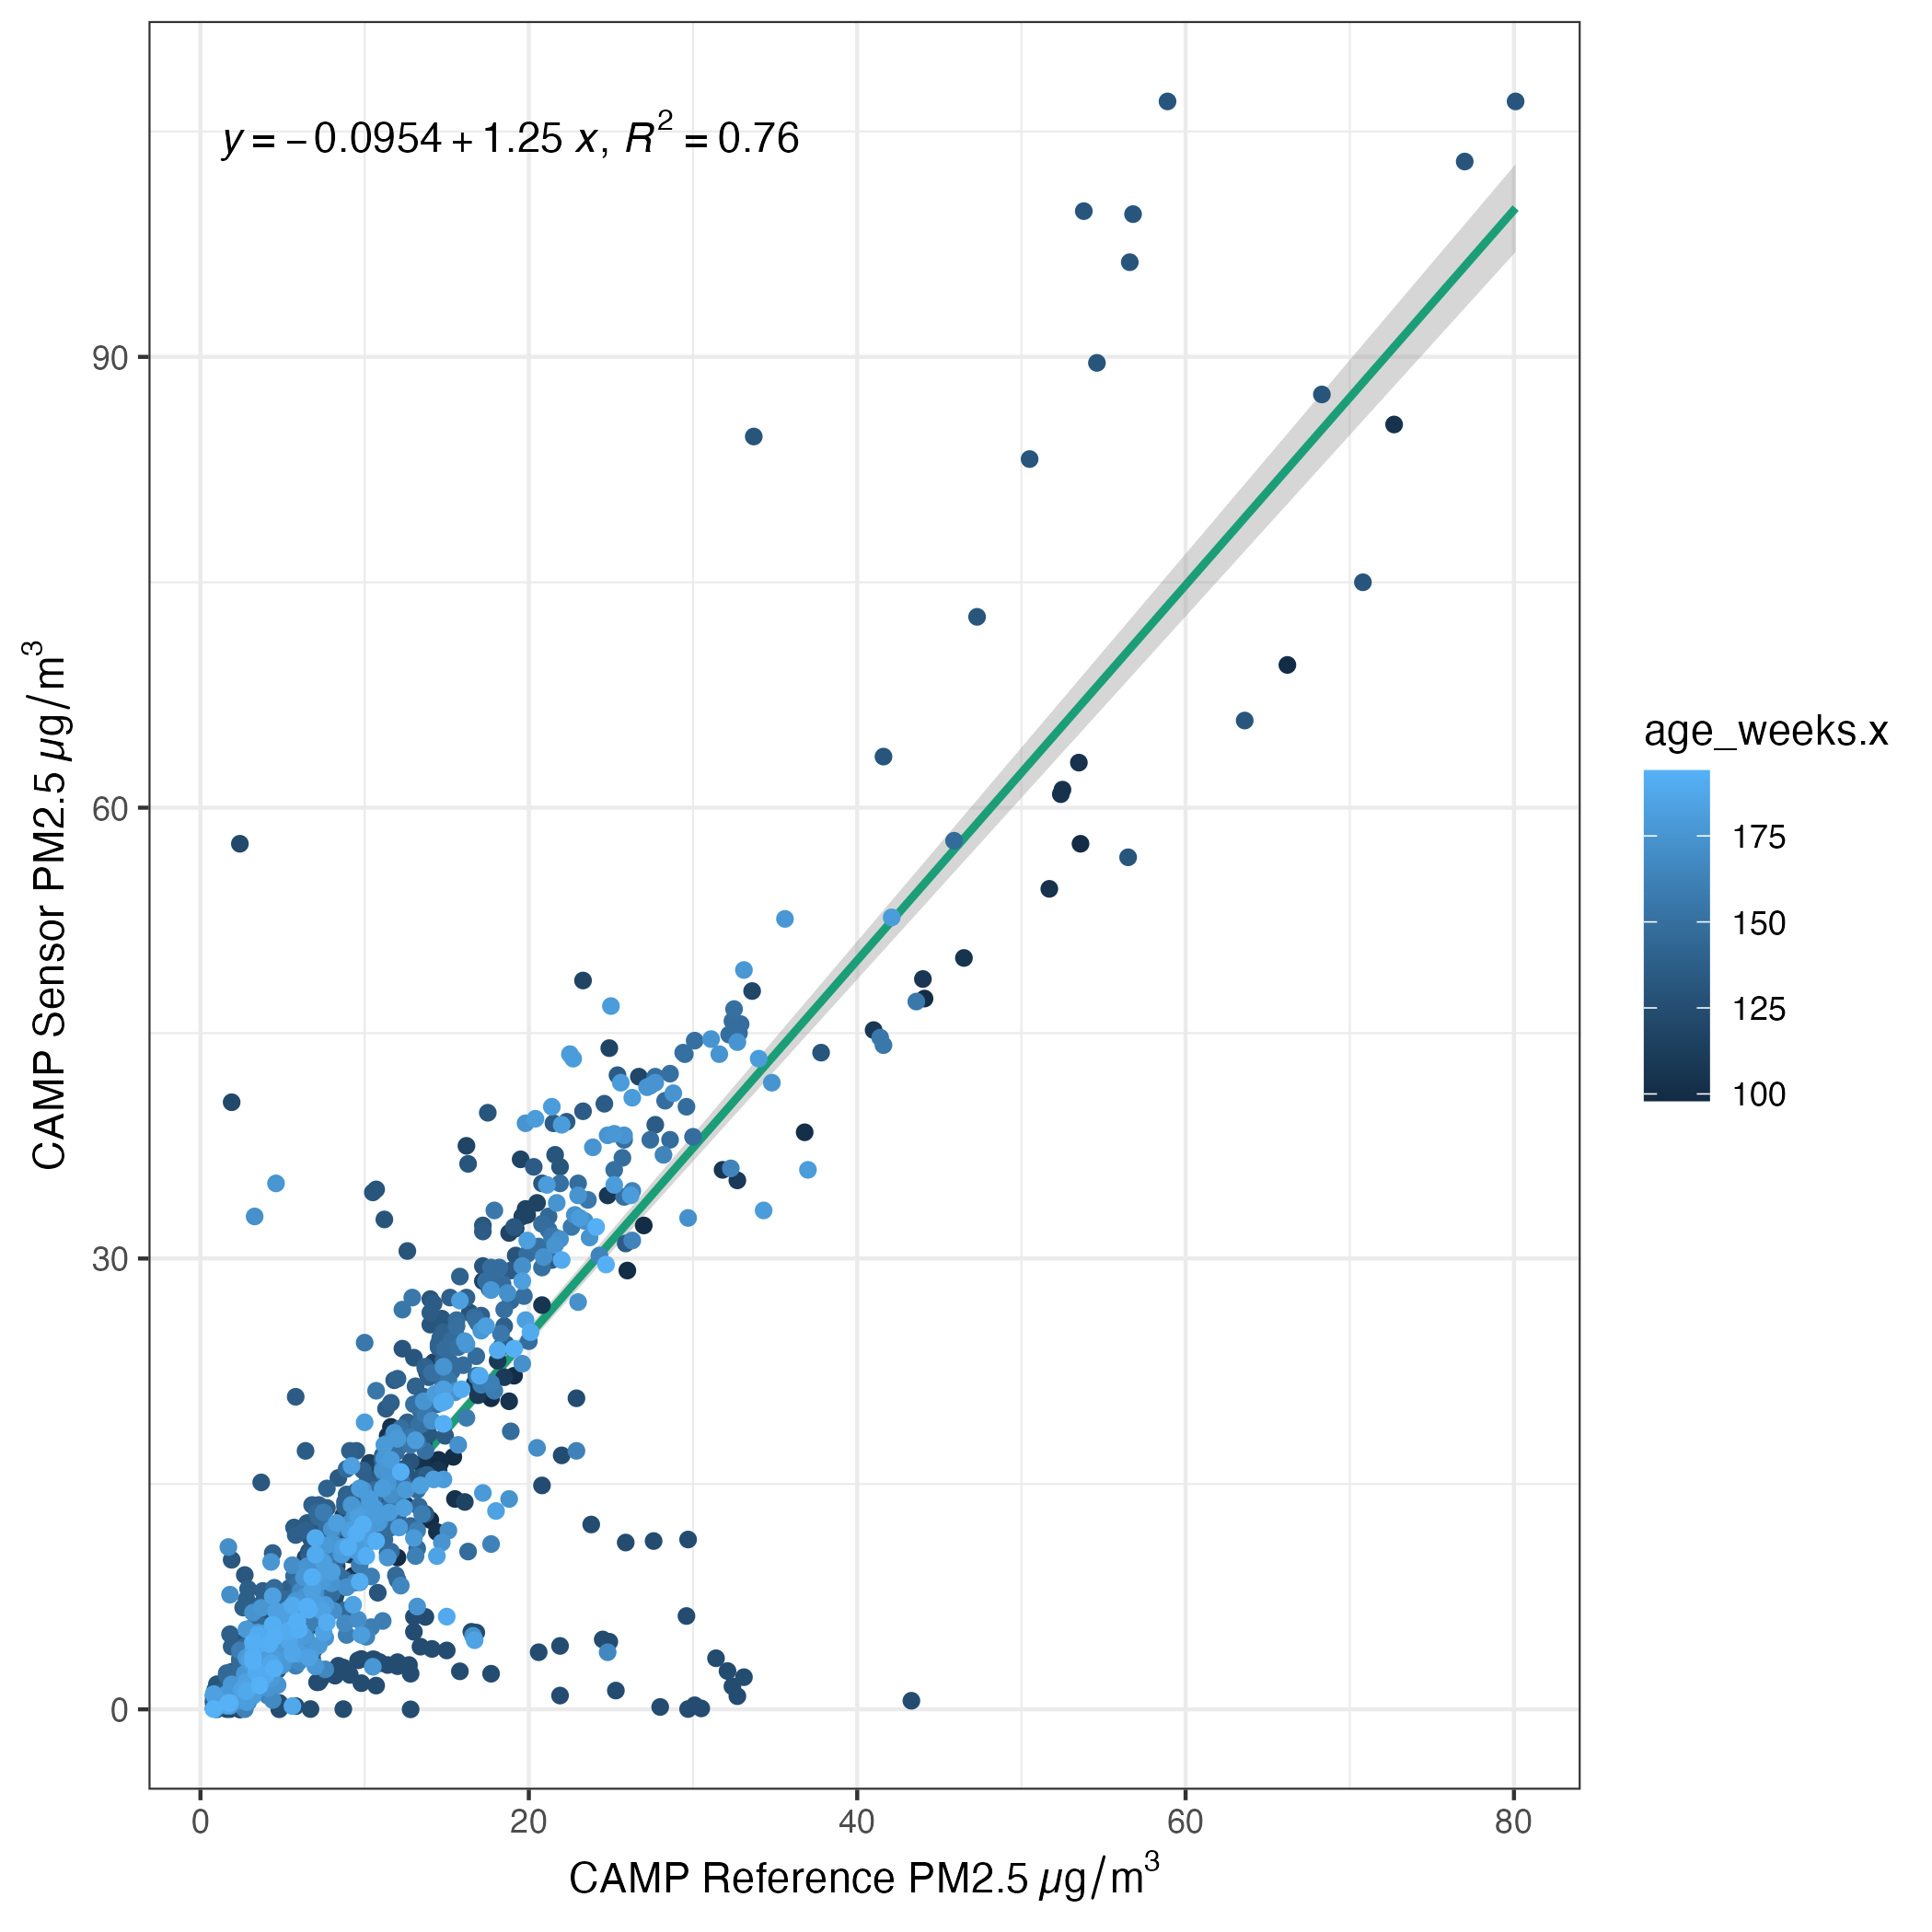 y = −0.0954 + 1.25 x, R² = 0.76
90
60
30
0
0 20 40 60 80
CAMP Sensor PM2.5 µg/m³
CAMP Reference PM2.5 µg/m³
age_weeks.x
175
150
125
100